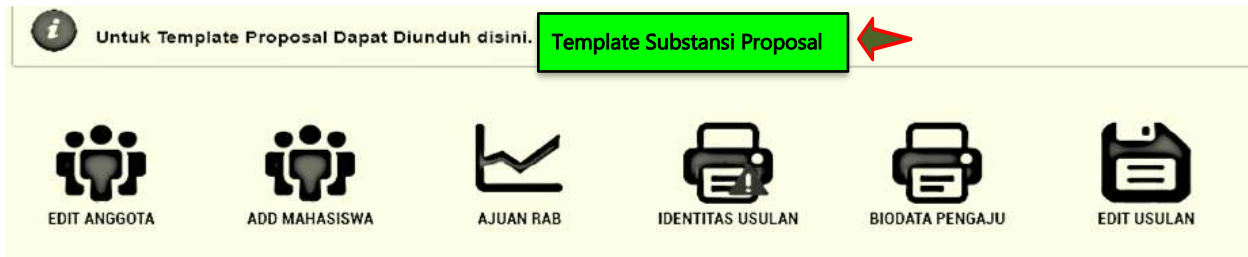 Untuk Template Proposal Dapat Diunduh disini. Template Substansi Proposal
EDIT ANGGOTA ADD MAHASISWA AJUAN RAB IDENTITAS USULAN BIODATA PENGAJU EDIT USULAN